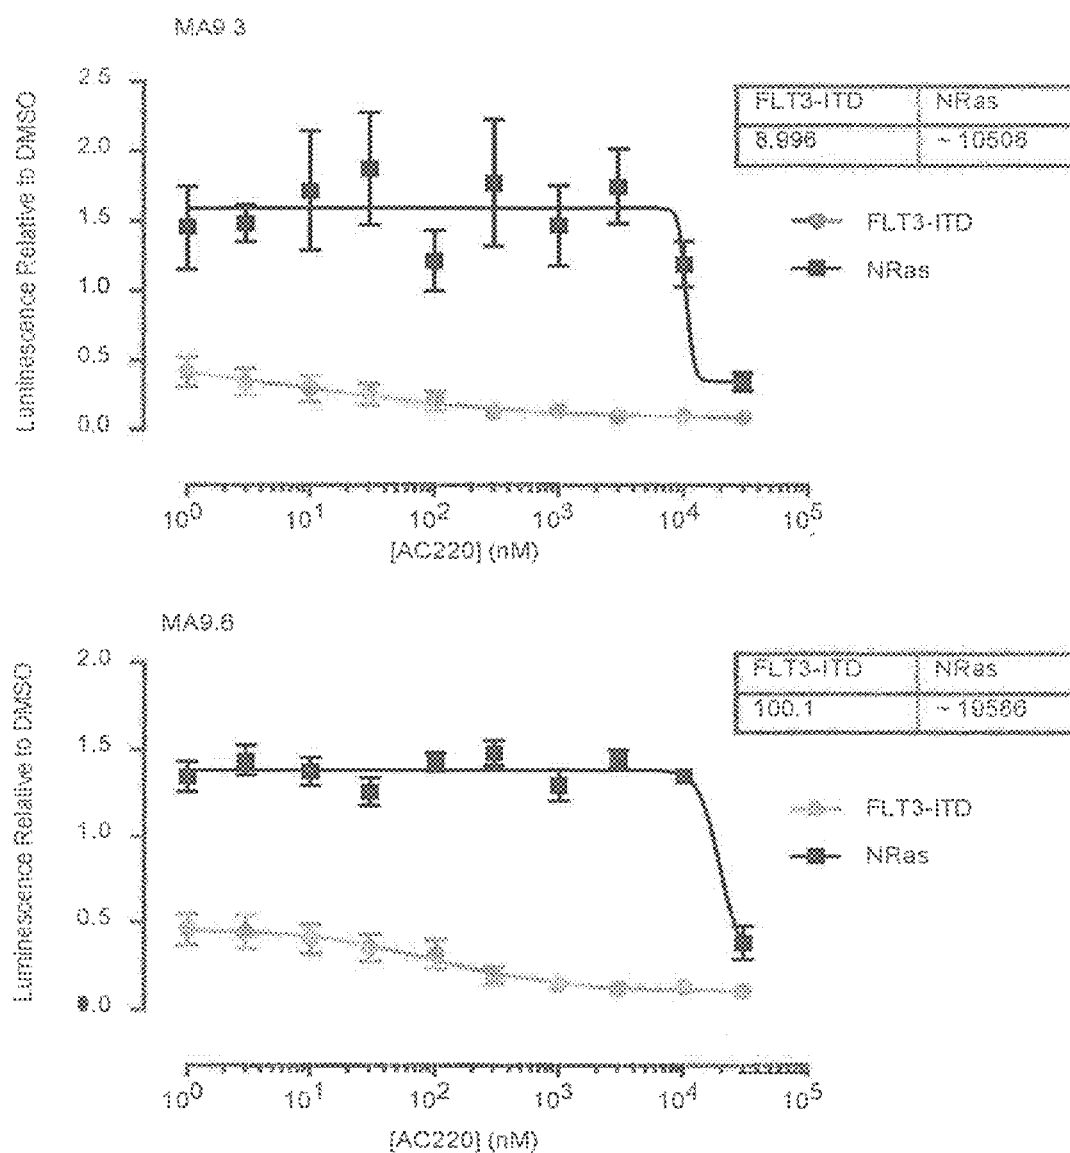 MA9.3
Luminescence Relative to DMSO
2.5
2.0
1.5
1.0
0.5
0.0
FLT3-ITD NRas
8.996 ~ 10506
FLT3-ITD
NRas
10^0 10^1 10^2 10^3 10^4 10^5
[AC220] (nM)
MA9.6
Luminescence Relative to DMSO
2.0
1.5
1.0
0.5
0.0
FLT3-ITD NRas
100.1 ~ 19586
FLT3-ITD
NRas
10^0 10^1 10^2 10^3 10^4 10^5
[AC220] (nM)